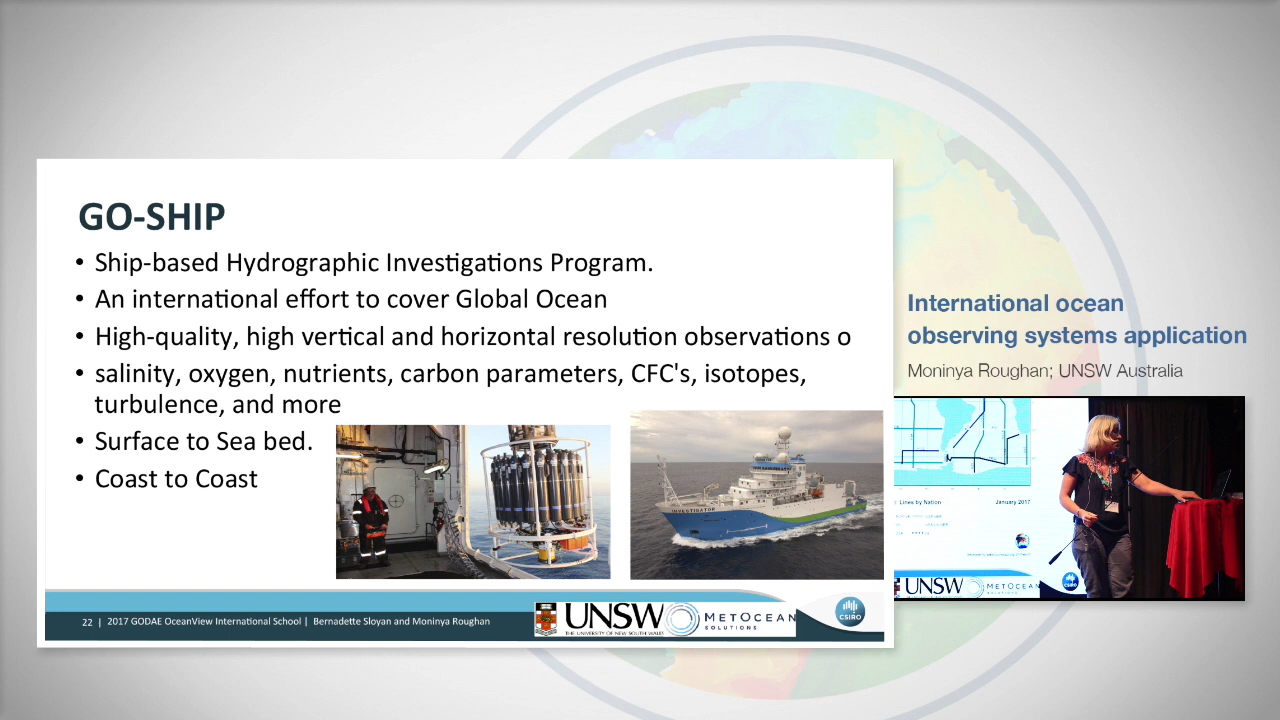 GO-SHIP
• Ship-based Hydrographic Investigations Program.
• An international effort to cover Global Ocean
• High-quality, high vertical and horizontal resolution observations o
• salinity, oxygen, nutrients, carbon parameters, CFC's, isotopes,
turbulence, and more
• Surface to Sea bed.
• Coast to Coast
INVESTIGATOR
22 | 2017 GODAE OceanView International School | Bernadette Sloyan and Moninya Roughan
UNSW
THE UNIVERSITY OF NEW SOUTH WALES
METOCEAN
SOLUTIONS
CSIRO
International ocean
observing systems application
Moninya Roughan; UNSW Australia
Lines by Nation
January 2017
UNSW
METOCEAN
SOLUTIONS
CSIRO